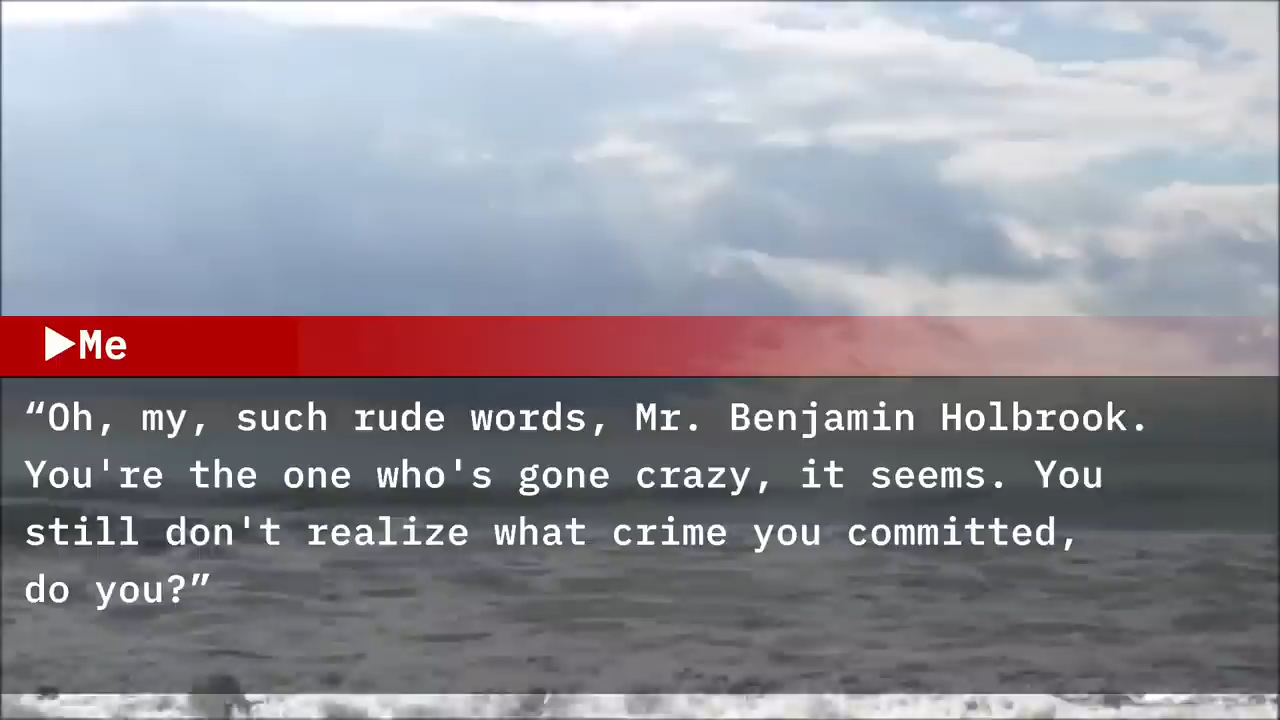 ▶Me
“Oh, my, such rude words, Mr. Benjamin Holbrook.
You're the one who's gone crazy, it seems. You
still don't realize what crime you committed,
do you?”